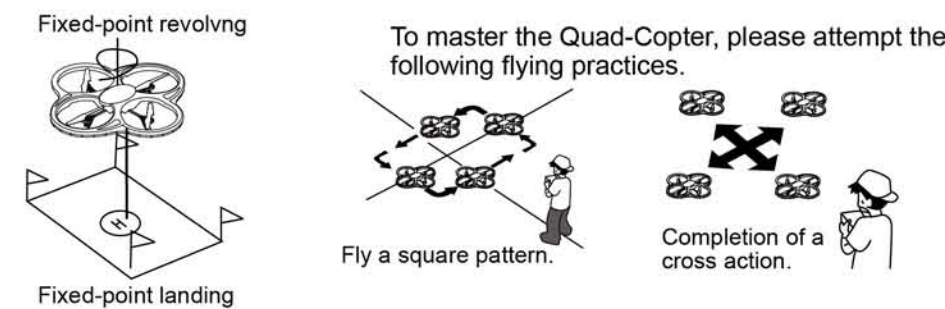 Fixed-point revolvng
To master the Quad-Copter, please attempt the
following flying practices.
H
Fly a square pattern.
Completion of a
cross action.
Fixed-point landing